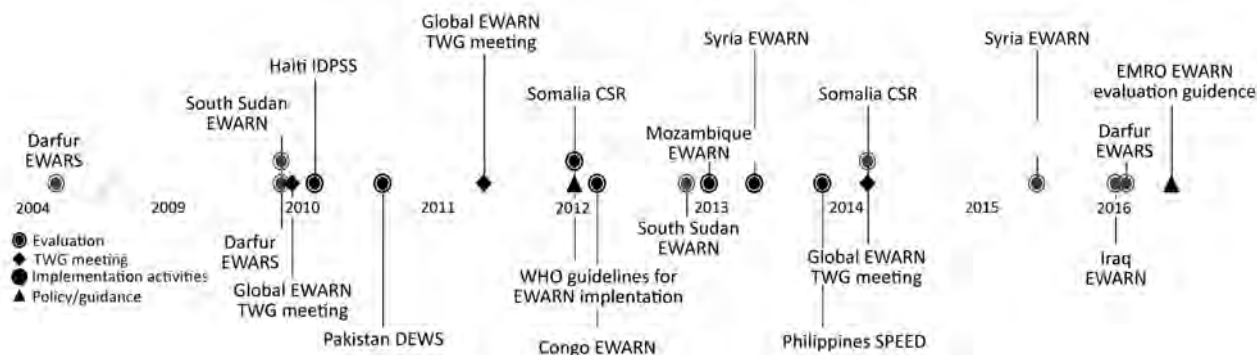 Global EWARN
TWG meeting
Syria EWARN
Syria EWARN
Haiti IDPSS
EMRO EWARN
evaluation guidence
South Sudan
EWARN
Somalia CSR
Somalia CSR
Darfur
EWARS
Mozambique
EWARN
Darfur
EWARS
2004
2009
2010
2011
2012
2013
2014
2015
2016
Evaluation
TWG meeting
Implementation activities
Policy/guidance
Darfur
EWARS
Global EWARN
TWG meeting
Pakistan DEWS
WHO guidelines for
EWARN implentation
Congo EWARN
South Sudan
EWARN
Global EWARN
TWG meeting
Philippines SPEED
Iraq
EWARN